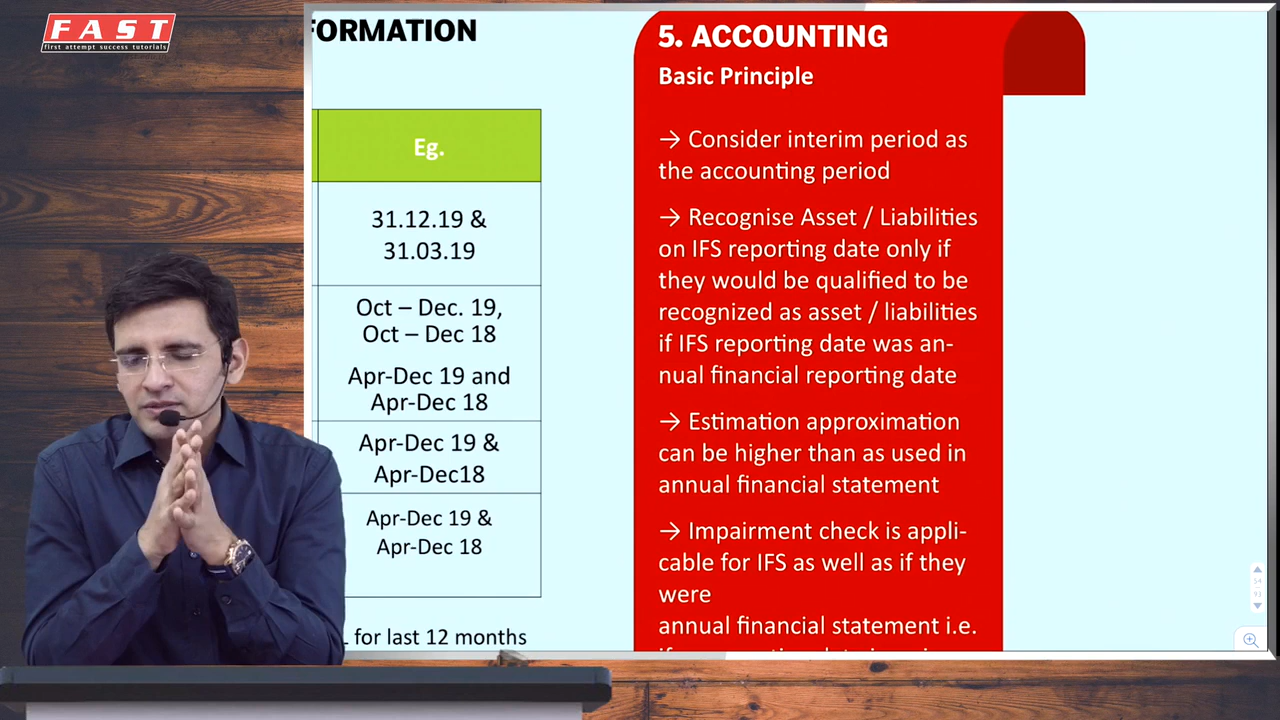 FAST
first attempt success tutorials
FORMATION
Eg.
31.12.19 &
31.03.19
Oct – Dec. 19,
Oct – Dec 18
Apr-Dec 19 and
Apr-Dec 18
Apr-Dec 19 &
Apr-Dec18
Apr-Dec 19 &
Apr-Dec 18
for last 12 months
5. ACCOUNTING
Basic Principle
→ Consider interim period as
the accounting period
→ Recognise Asset / Liabilities
on IFS reporting date only if
they would be qualified to be
recognized as asset / liabilities
if IFS reporting date was an-
nual financial reporting date
→ Estimation approximation
can be higher than as used in
annual financial statement
→ Impairment check is appli-
cable for IFS as well as if they
were
annual financial statement i.e.
54
93